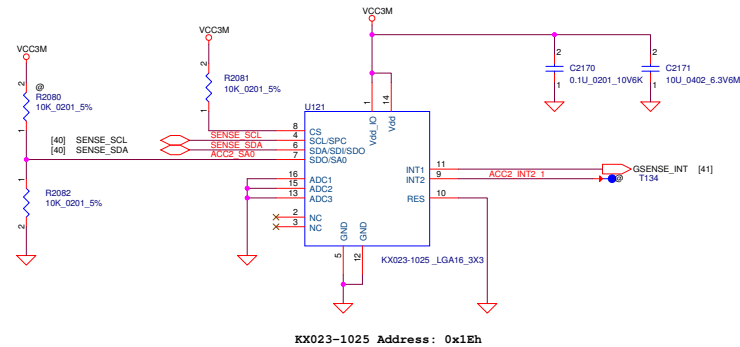 VCC3M
VCC3M
VCC3M
2
@
R2080
10K_0201_5%
1
2
R2081
10K_0201_5%
1
2
C2170
0.1U_0201_10V6K
1
2
C2171
10U_0402_6.3V6M
1
U121
1
Vdd_IO
14
Vdd
8 CS
[40] SENSE_SCL SENSE_SCL 4 SCL/SPC
[40] SENSE_SDA SENSE_SDA 6 SDA/SDI/SDO
ACC2_SA0 7 SDO/SA0
1
R2082
10K_0201_5%
2
16 ADC1
15 ADC2
13 ADC3
2 NC
3 NC
INT1 11 GSENSE_INT [41]
INT2 9 ACC2_INT2_1 @
T134
RES 10
GND
5
GND
12
KX023-1025 _LGA16_3X3
KX023-1025 Address: 0x1Eh